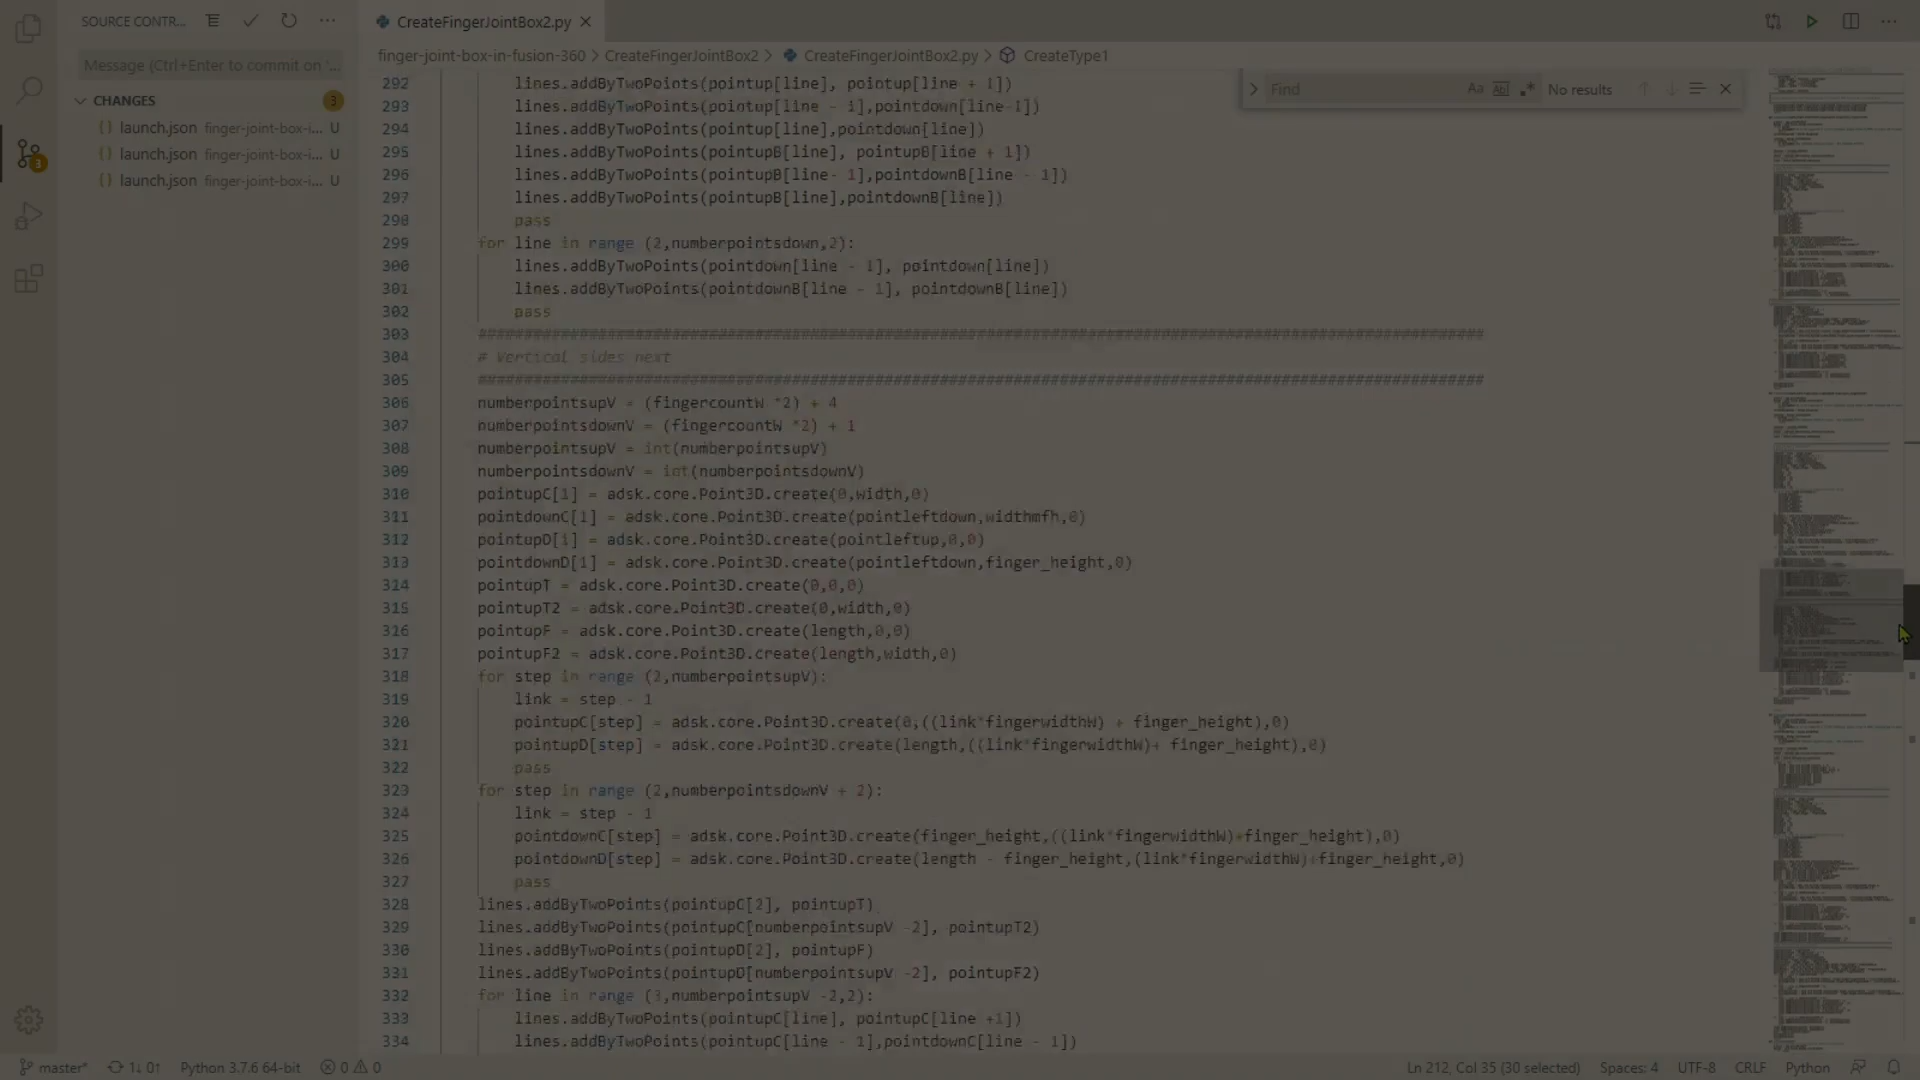 SOURCE CONTR...
CreateFingerJointBox2.py
Message (Ctrl+Enter to commit on '...
CHANGES
3
launch.json finger-joint-box-i... U
launch.json finger-joint-box-i... U
3
launch.json finger-joint-box-i... U
finger-joint-box-in-fusion-360 > CreateFingerJointBox2 > CreateFingerJointBox2.py > CreateType1
Find
No results
292 lines.addByTwoPoints(pointup[line], pointup[line + 1])
293 lines.addByTwoPoints(pointup[line - 1],pointdown[line-1])
294 lines.addByTwoPoints(pointup[line],pointdown[line])
295 lines.addByTwoPoints(pointupB[line], pointupB[line + 1])
296 lines.addByTwoPoints(pointupB[line- 1],pointdownB[line - 1])
297 lines.addByTwoPoints(pointupB[line],pointdownB[line])
298 pass
299 for line in range (2,numberpointsdown,2):
300 lines.addByTwoPoints(pointdown[line - 1], pointdown[line])
301 lines.addByTwoPoints(pointdownB[line - 1], pointdownB[line])
302 pass
303
304 # Vertical sides next
305
306 numberpointsupV = (fingercountW *2) + 4
307 numberpointsdownV = (fingercountW *2) + 1
308 numberpointsupV = int(numberpointsupV)
309 numberpointsdownV = int(numberpointsdownV)
310 pointupC[1] = adsk.core.Point3D.create(0,width,0)
311 pointdownC[1] = adsk.core.Point3D.create(pointleftdown,widthmfh,0)
312 pointupD[1] = adsk.core.Point3D.create(pointleftup,0,0)
313 pointdownD[1] = adsk.core.Point3D.create(pointleftdown,finger_height,0)
314 pointupT = adsk.core.Point3D.create(0,0,0)
315 pointupT2 = adsk.core.Point3D.create(0,width,0)
316 pointupF = adsk.core.Point3D.create(length,0,0)
317 pointupF2 = adsk.core.Point3D.create(length,width,0)
318 for step in range (2,numberpointsupV):
319 link = step - 1
320 pointupC[step] = adsk.core.Point3D.create(0,((link*fingerwidthW) + finger_height),0)
321 pointupD[step] = adsk.core.Point3D.create(length,((link*fingerwidthW)+ finger_height),0)
322 pass
323 for step in range (2,numberpointsdownV + 2):
324 link = step - 1
325 pointdownC[step] = adsk.core.Point3D.create(finger_height,((link*fingerwidthW)+finger_height),0)
326 pointdownD[step] = adsk.core.Point3D.create(length - finger_height,(link*fingerwidthW)+finger_height,0)
327 pass
328 lines.addByTwoPoints(pointupC[2], pointupT)
329 lines.addByTwoPoints(pointupC[numberpointsupV -2], pointupT2)
330 lines.addByTwoPoints(pointupD[2], pointupF)
331 lines.addByTwoPoints(pointupD[numberpointsupV -2], pointupF2)
332 for line in range (3,numberpointsupV -2,2):
333 lines.addByTwoPoints(pointupC[line], pointupC[line +1])
334 lines.addByTwoPoints(pointupC[line - 1],pointdownC[line - 1])
master* 1↓ 0↑ Python 3.7.6 64-bit 0 0 Ln 212, Col 35 (30 selected) Spaces: 4 UTF-8 CRLF Python